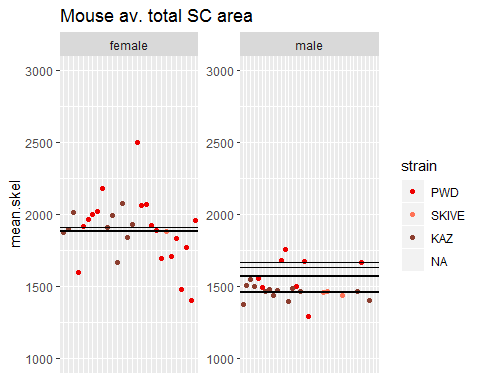 Mouse av. total SC area
female
male
mean.skel
3000
2500
2000
1500
1000
3000
2500
2000
1500
1000
strain
PWD
SKIVE
KAZ
NA